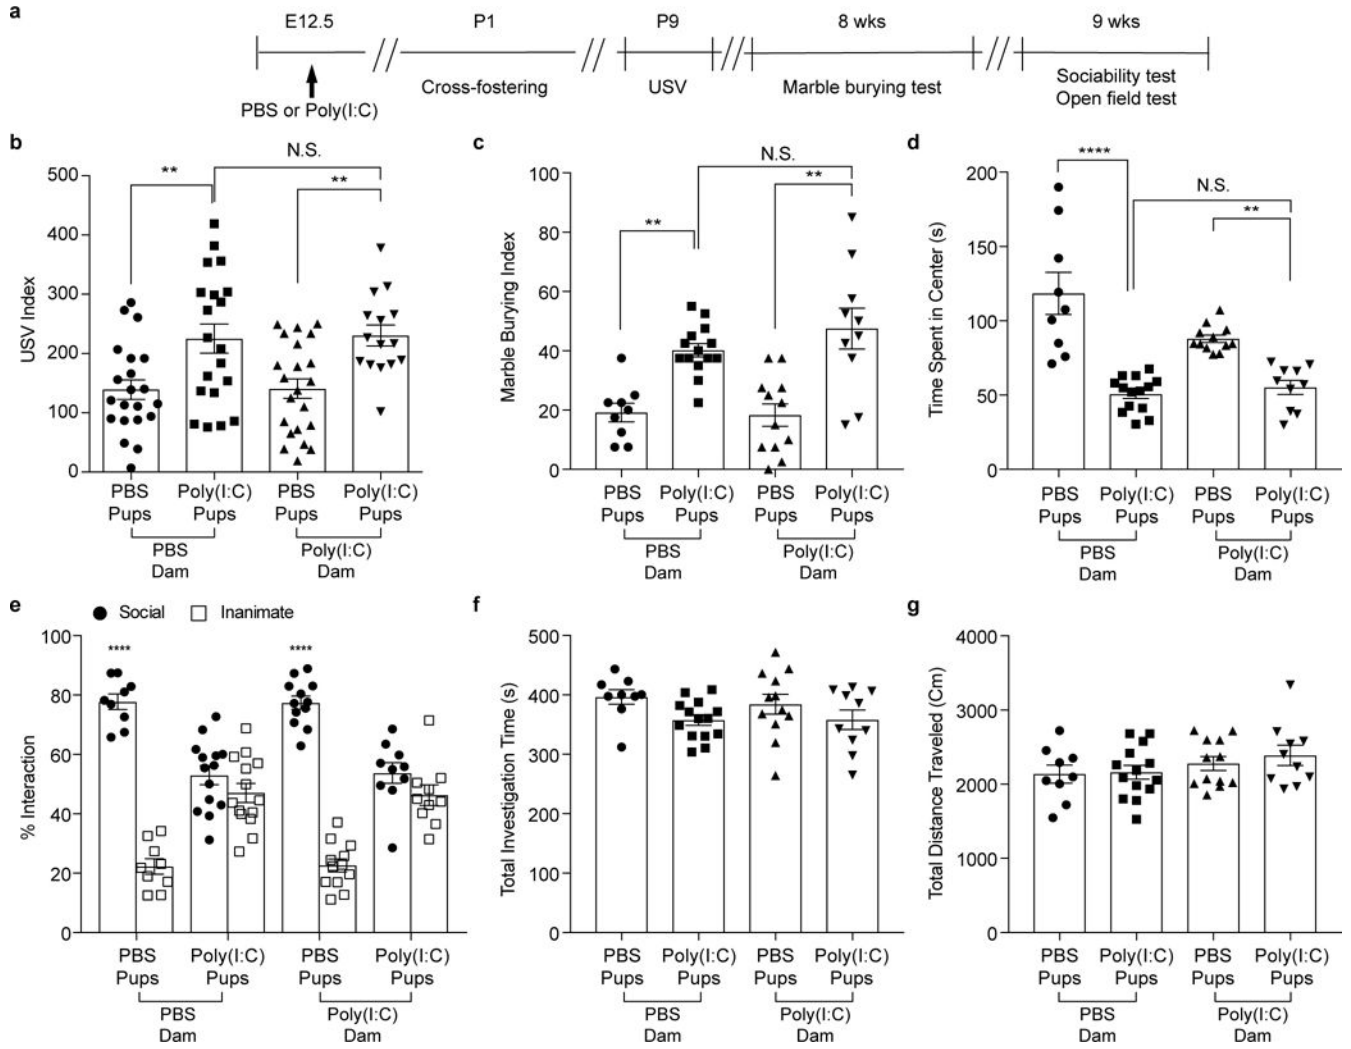 a
E12.5 P1 P9 8 wks 9 wks
Cross-fostering USV Marble burying test Sociability test
Open field test
PBS or Poly(I:C)
b
USV Index
500
400
300
200
100
0
**
N.S.
**
PBS Pups Poly(I:C) Pups PBS Pups Poly(I:C) Pups
PBS Dam Poly(I:C) Dam
c
Marble Burying Index
100
80
60
40
20
0
**
N.S.
**
PBS Pups Poly(I:C) Pups PBS Pups Poly(I:C) Pups
PBS Dam Poly(I:C) Dam
d
Time Spent in Center (s)
200
150
100
50
0
****
N.S.
**
PBS Pups Poly(I:C) Pups PBS Pups Poly(I:C) Pups
PBS Dam Poly(I:C) Dam
e
Social Inanimate
% Interaction
100
80
60
40
20
0
**** ****
PBS Pups Poly(I:C) Pups PBS Pups Poly(I:C) Pups
PBS Dam Poly(I:C) Dam
f
Total Investigation Time (s)
500
400
300
200
100
0
PBS Pups Poly(I:C) Pups PBS Pups Poly(I:C) Pups
PBS Dam Poly(I:C) Dam
g
Total Distance Traveled (Cm)
4000
3000
2000
1000
0
PBS Pups Poly(I:C) Pups PBS Pups Poly(I:C) Pups
PBS Dam Poly(I:C) Dam